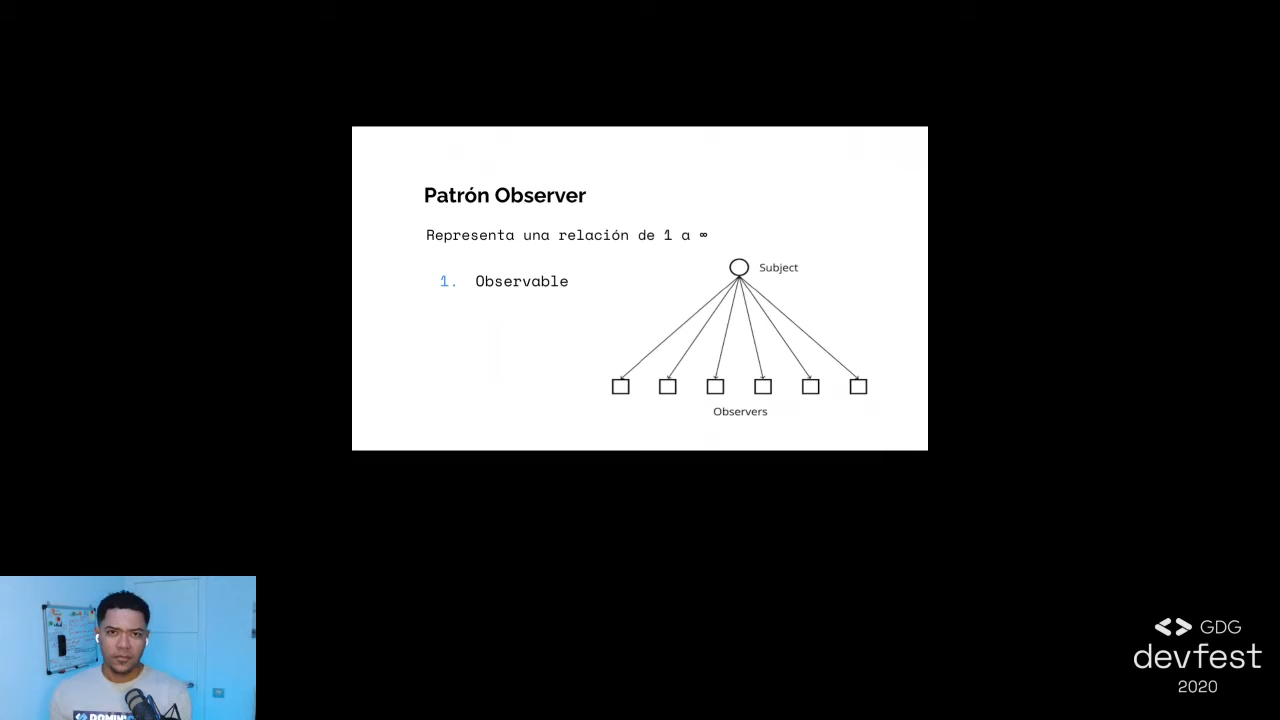 Patrón Observer
Representa una relación de 1 a ∞
1. Observable
Subject
Observers
<> GDG
devfest
2020